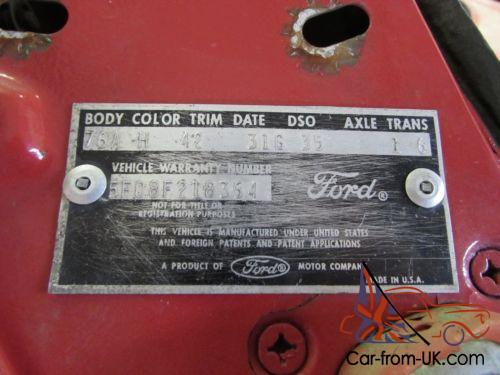 BODY COLOR TRIM DATE DSO AXLE TRANS
76A H 42 31G 35 1 6
VEHICLE WARRANTY NUMBER
5F08F216354
Ford®
NOT FOR TITLE OR
REGISTRATION PURPOSES
THIS VEHICLE IS MANUFACTURED UNDER UNITED STATES
AND FOREIGN PATENTS AND PATENT APPLICATIONS
A PRODUCT OF Ford® MOTOR COMPANY
MADE IN U.S.A.
Car-from-UK.com